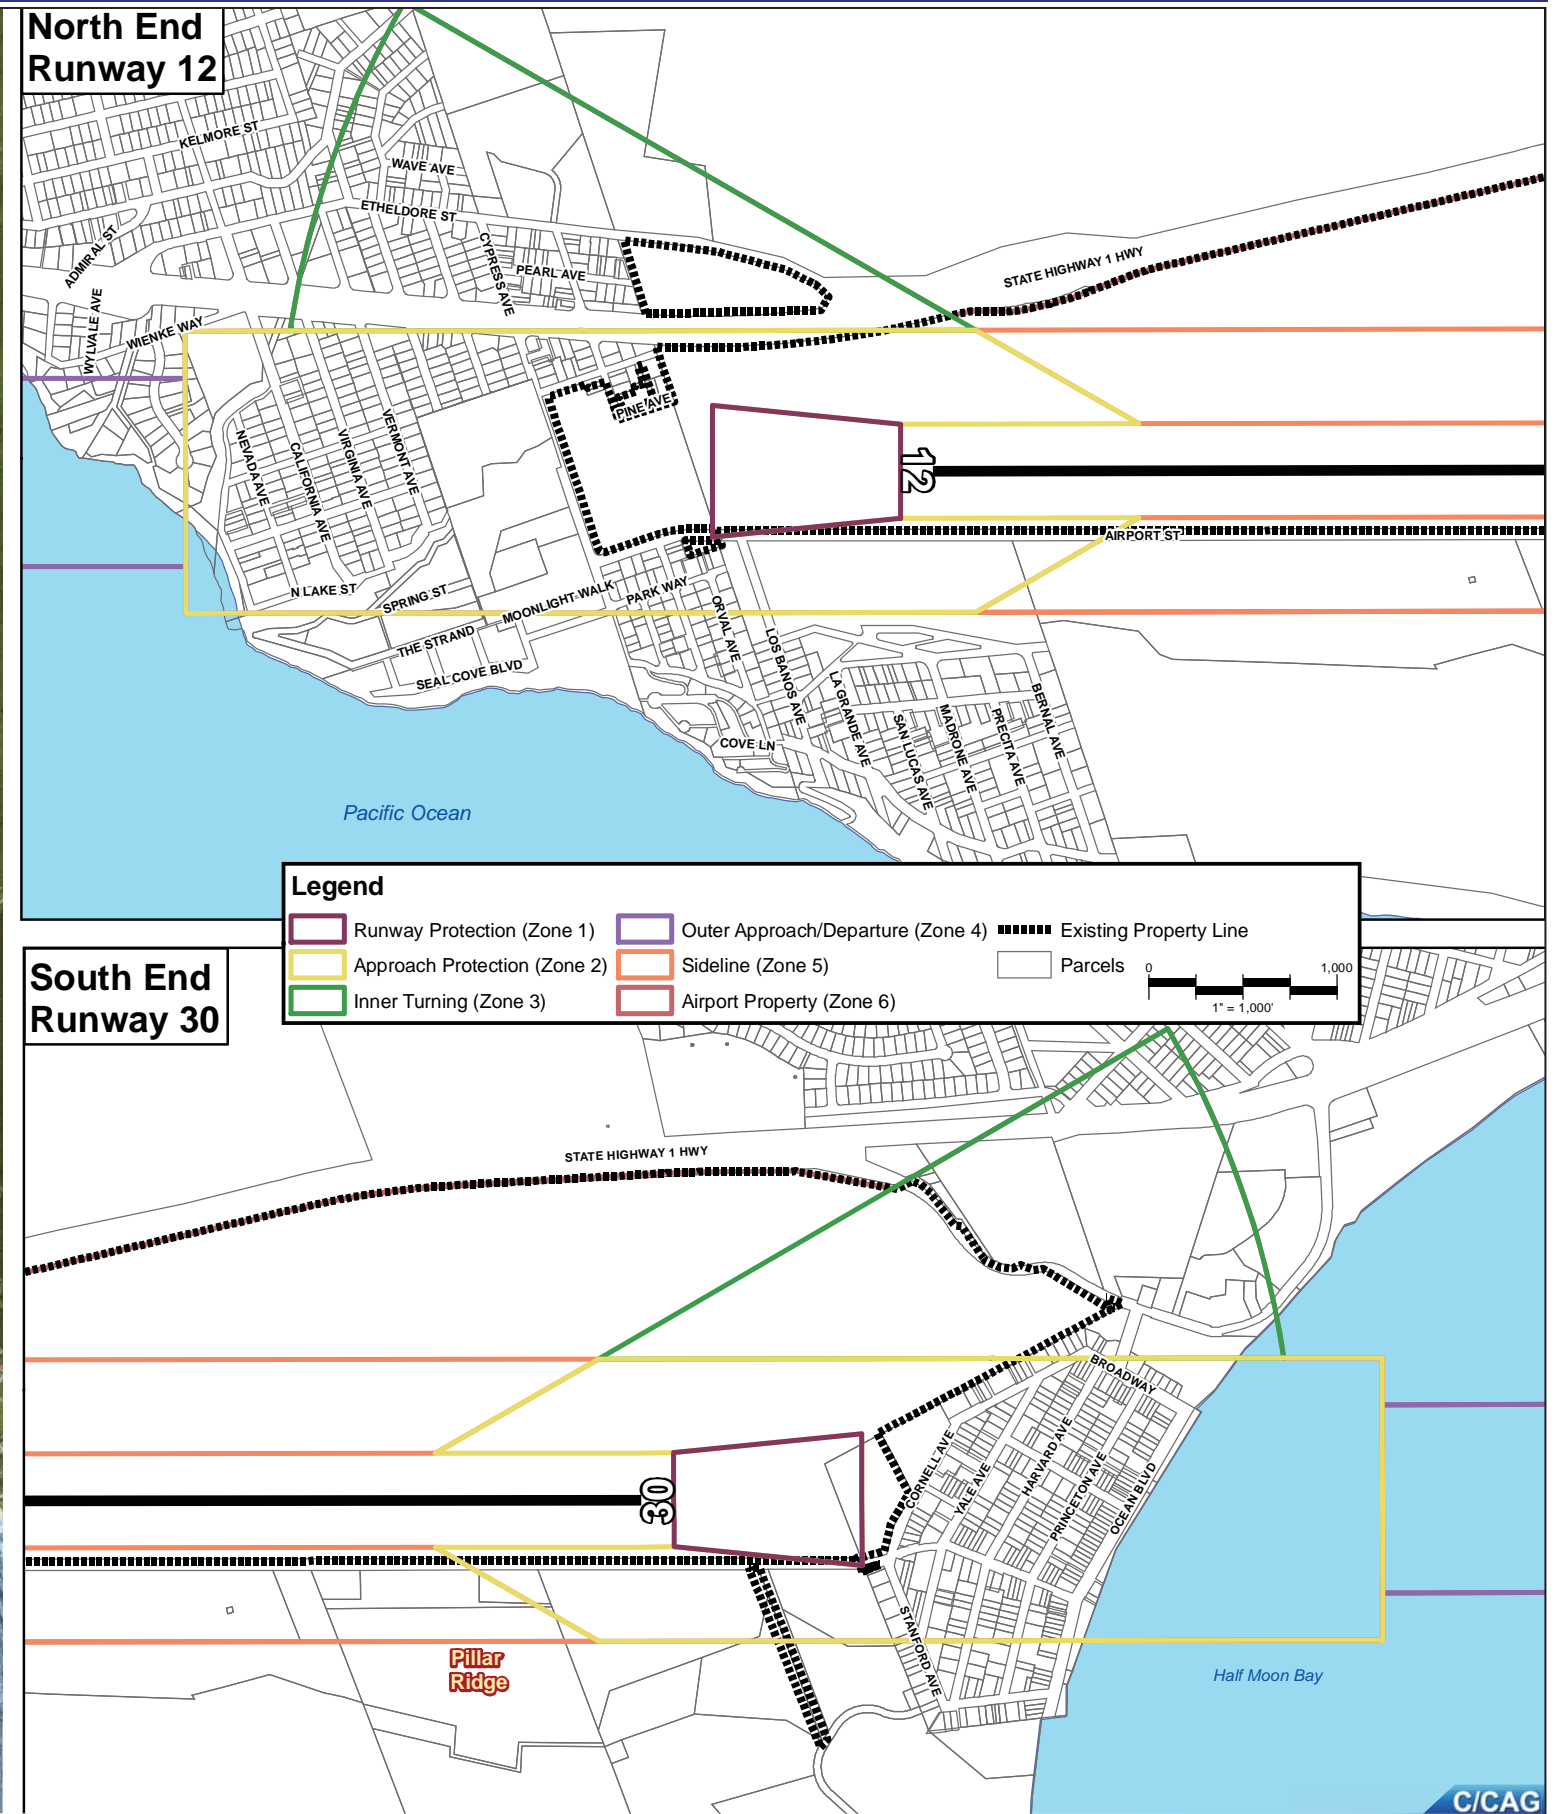 North End
Runway 12
KELMORE ST
WAVE AVE
ETHELDORE ST
ADMIRAL ST
CYPRESS AVE
PEARL AVE
STATE HIGHWAY 1 HWY
WYLVALE AVE
WIENKE WAY
PINE AVE
NEVADA AVE
CALIFORNIA AVE
VIRGINIA AVE
VERMONT AVE
12
AIRPORT ST
N LAKE ST
SPRING ST
MOONLIGHT WALK
PARK WAY
THE STRAND
ORVAL AVE
SEAL COVE BLVD
LOS BANOS AVE
LA GRANDE AVE
SAN LUCAS AVE
MADRONE AVE
PRECITA AVE
BERNAL AVE
COVE LN
Pacific Ocean
Legend
Runway Protection (Zone 1)
Outer Approach/Departure (Zone 4)
Existing Property Line
Approach Protection (Zone 2)
Sideline (Zone 5)
Parcels
0 1,000
Inner Turning (Zone 3)
Airport Property (Zone 6)
1" = 1,000'
South End
Runway 30
STATE HIGHWAY 1 HWY
BROADWAY
CORNELL AVE
YALE AVE
HARVARD AVE
PRINCETON AVE
OCEAN BLVD
30
STANFORD AVE
Pillar
Ridge
Half Moon Bay
C/CAG